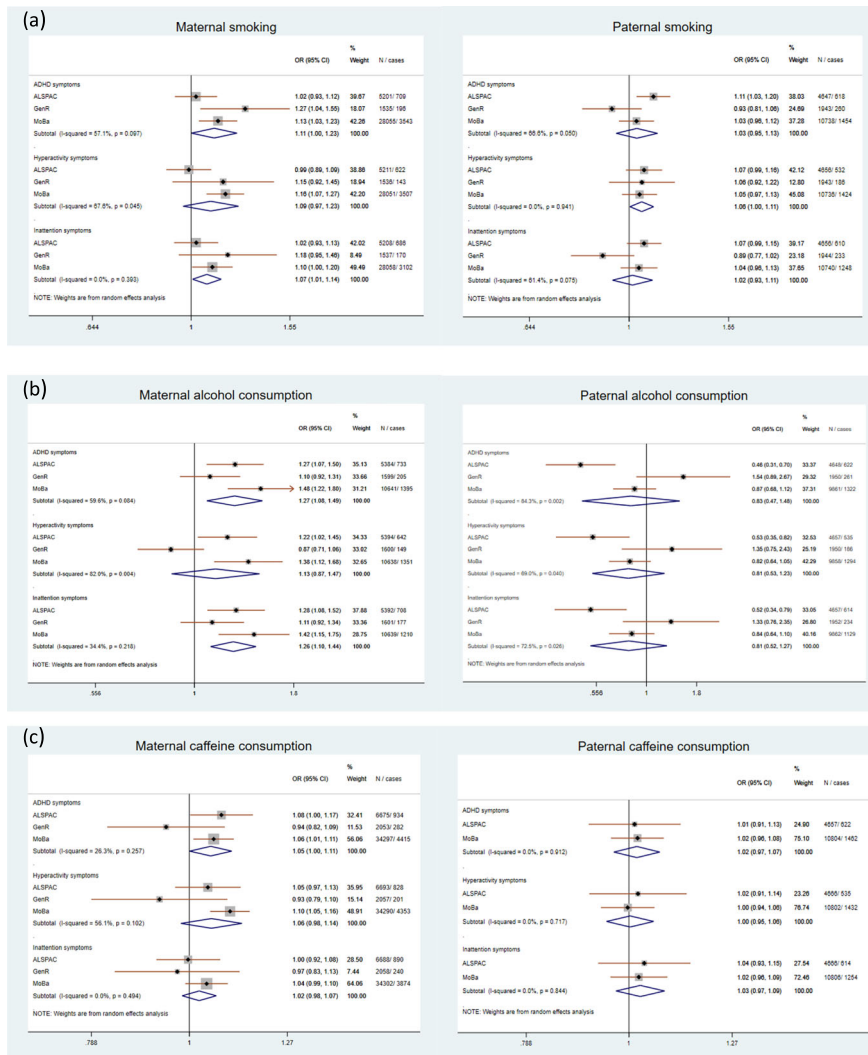 (a)
Maternal smoking
%
OR (95% CI) Weight N / cases
ADHD symptoms
ALSPAC 1.02 (0.93, 1.12) 39.67 5201/ 709
GenR 1.27 (1.04, 1.55) 18.07 1535/ 196
MoBa 1.13 (1.03, 1.23) 42.26 28055/ 3543
Subtotal (I-squared = 57.1%, p = 0.097) 1.11 (1.00, 1.23) 100.00
.
Hyperactivity symptoms
ALSPAC 0.99 (0.89, 1.09) 38.86 5211/ 622
GenR 1.15 (0.92, 1.45) 18.94 1536/ 143
MoBa 1.16 (1.07, 1.27) 42.20 28051/ 3507
Subtotal (I-squared = 67.6%, p = 0.045) 1.09 (0.97, 1.23) 100.00
.
Inattention symptoms
ALSPAC 1.02 (0.93, 1.13) 42.02 5208/ 686
GenR 1.18 (0.95, 1.46) 8.49 1537/ 170
MoBa 1.10 (1.00, 1.20) 49.49 28058/ 3102
Subtotal (I-squared = 0.0%, p = 0.393) 1.07 (1.01, 1.14) 100.00
NOTE: Weights are from random effects analysis
.644 1 1.55
Paternal smoking
%
OR (95% CI) Weight N / cases
ADHD symptoms
ALSPAC 1.11 (1.03, 1.20) 38.03 4647/ 618
GenR 0.93 (0.81, 1.06) 24.69 1943/ 260
MoBa 1.03 (0.96, 1.12) 37.28 10738/ 1454
Subtotal (I-squared = 66.6%, p = 0.050) 1.03 (0.95, 1.13) 100.00
.
Hyperactivity symptoms
ALSPAC 1.07 (0.99, 1.16) 42.12 4656/ 532
GenR 1.06 (0.92, 1.22) 12.80 1943/ 186
MoBa 1.05 (0.97, 1.13) 45.08 10736/ 1424
Subtotal (I-squared = 0.0%, p = 0.941) 1.06 (1.00, 1.11) 100.00
.
Inattention symptoms
ALSPAC 1.07 (0.99, 1.15) 39.17 4656/ 610
GenR 0.89 (0.77, 1.02) 23.18 1944/ 233
MoBa 1.04 (0.96, 1.13) 37.65 10740/ 1248
Subtotal (I-squared = 61.4%, p = 0.075) 1.02 (0.93, 1.11) 100.00
NOTE: Weights are from random effects analysis
.644 1 1.55
(b)
Maternal alcohol consumption
%
OR (95% CI) Weight N / cases
ADHD symptoms
ALSPAC 1.27 (1.07, 1.50) 35.13 5384/ 733
GenR 1.10 (0.92, 1.31) 33.66 1599/ 205
MoBa 1.48 (1.22, 1.80) 31.21 10641/ 1395
Subtotal (I-squared = 59.6%, p = 0.084) 1.27 (1.08, 1.49) 100.00
.
Hyperactivity symptoms
ALSPAC 1.22 (1.02, 1.45) 34.33 5394/ 642
GenR 0.87 (0.71, 1.06) 33.02 1600/ 149
MoBa 1.38 (1.12, 1.68) 32.65 10638/ 1351
Subtotal (I-squared = 82.0%, p = 0.004) 1.13 (0.87, 1.47) 100.00
.
Inattention symptoms
ALSPAC 1.28 (1.08, 1.52) 37.88 5392/ 708
GenR 1.11 (0.92, 1.34) 33.36 1601/ 177
MoBa 1.42 (1.15, 1.75) 28.75 10639/ 1210
Subtotal (I-squared = 34.4%, p = 0.218) 1.26 (1.10, 1.44) 100.00
NOTE: Weights are from random effects analysis
.556 1 1.8
Paternal alcohol consumption
%
OR (95% CI) Weight N / cases
ADHD symptoms
ALSPAC 0.46 (0.31, 0.70) 33.37 4648/ 622
GenR 1.54 (0.89, 2.67) 29.32 1950/ 261
MoBa 0.87 (0.68, 1.12) 37.31 9861/ 1322
Subtotal (I-squared = 84.3%, p = 0.002) 0.83 (0.47, 1.48) 100.00
.
Hyperactivity symptoms
ALSPAC 0.53 (0.35, 0.82) 32.53 4657/ 535
GenR 1.35 (0.75, 2.43) 25.19 1950/ 186
MoBa 0.82 (0.64, 1.05) 42.29 9858/ 1294
Subtotal (I-squared = 69.0%, p = 0.040) 0.81 (0.53, 1.23) 100.00
.
Inattention symptoms
ALSPAC 0.52 (0.34, 0.79) 33.05 4657/ 614
GenR 1.33 (0.76, 2.35) 26.80 1952/ 234
MoBa 0.84 (0.64, 1.10) 40.16 9862/ 1129
Subtotal (I-squared = 72.5%, p = 0.026) 0.81 (0.52, 1.27) 100.00
NOTE: Weights are from random effects analysis
.556 1 1.8
(c)
Maternal caffeine consumption
%
OR (95% CI) Weight N / cases
ADHD symptoms
ALSPAC 1.08 (1.00, 1.17) 32.41 6675/ 934
GenR 0.94 (0.82, 1.09) 11.53 2053/ 282
MoBa 1.06 (1.01, 1.11) 56.06 34297/ 4415
Subtotal (I-squared = 26.3%, p = 0.257) 1.05 (1.00, 1.11) 100.00
.
Hyperactivity symptoms
ALSPAC 1.05 (0.97, 1.13) 35.95 6693/ 828
GenR 0.93 (0.79, 1.10) 15.14 2057/ 201
MoBa 1.10 (1.05, 1.16) 48.91 34290/ 4353
Subtotal (I-squared = 56.1%, p = 0.102) 1.06 (0.98, 1.14) 100.00
.
Inattention symptoms
ALSPAC 1.00 (0.92, 1.08) 28.50 6688/ 890
GenR 0.97 (0.83, 1.13) 7.44 2058/ 240
MoBa 1.04 (0.99, 1.10) 64.06 34302/ 3874
Subtotal (I-squared = 0.0%, p = 0.494) 1.02 (0.98, 1.07) 100.00
NOTE: Weights are from random effects analysis
.788 1 1.27
Paternal caffeine consumption
%
OR (95% CI) Weight N / cases
ADHD symptoms
ALSPAC 1.01 (0.91, 1.13) 24.90 4657/ 622
MoBa 1.02 (0.96, 1.08) 75.10 10804/ 1462
Subtotal (I-squared = 0.0%, p = 0.912) 1.02 (0.97, 1.07) 100.00
.
Hyperactivity symptoms
ALSPAC 1.02 (0.91, 1.14) 23.26 4666/ 535
MoBa 1.00 (0.94, 1.06) 76.74 10802/ 1432
Subtotal (I-squared = 0.0%, p = 0.717) 1.00 (0.95, 1.06) 100.00
.
Inattention symptoms
ALSPAC 1.04 (0.93, 1.15) 27.54 4666/ 614
MoBa 1.02 (0.96, 1.09) 72.46 10806/ 1254
Subtotal (I-squared = 0.0%, p = 0.844) 1.03 (0.97, 1.09) 100.00
NOTE: Weights are from random effects analysis
.788 1 1.27